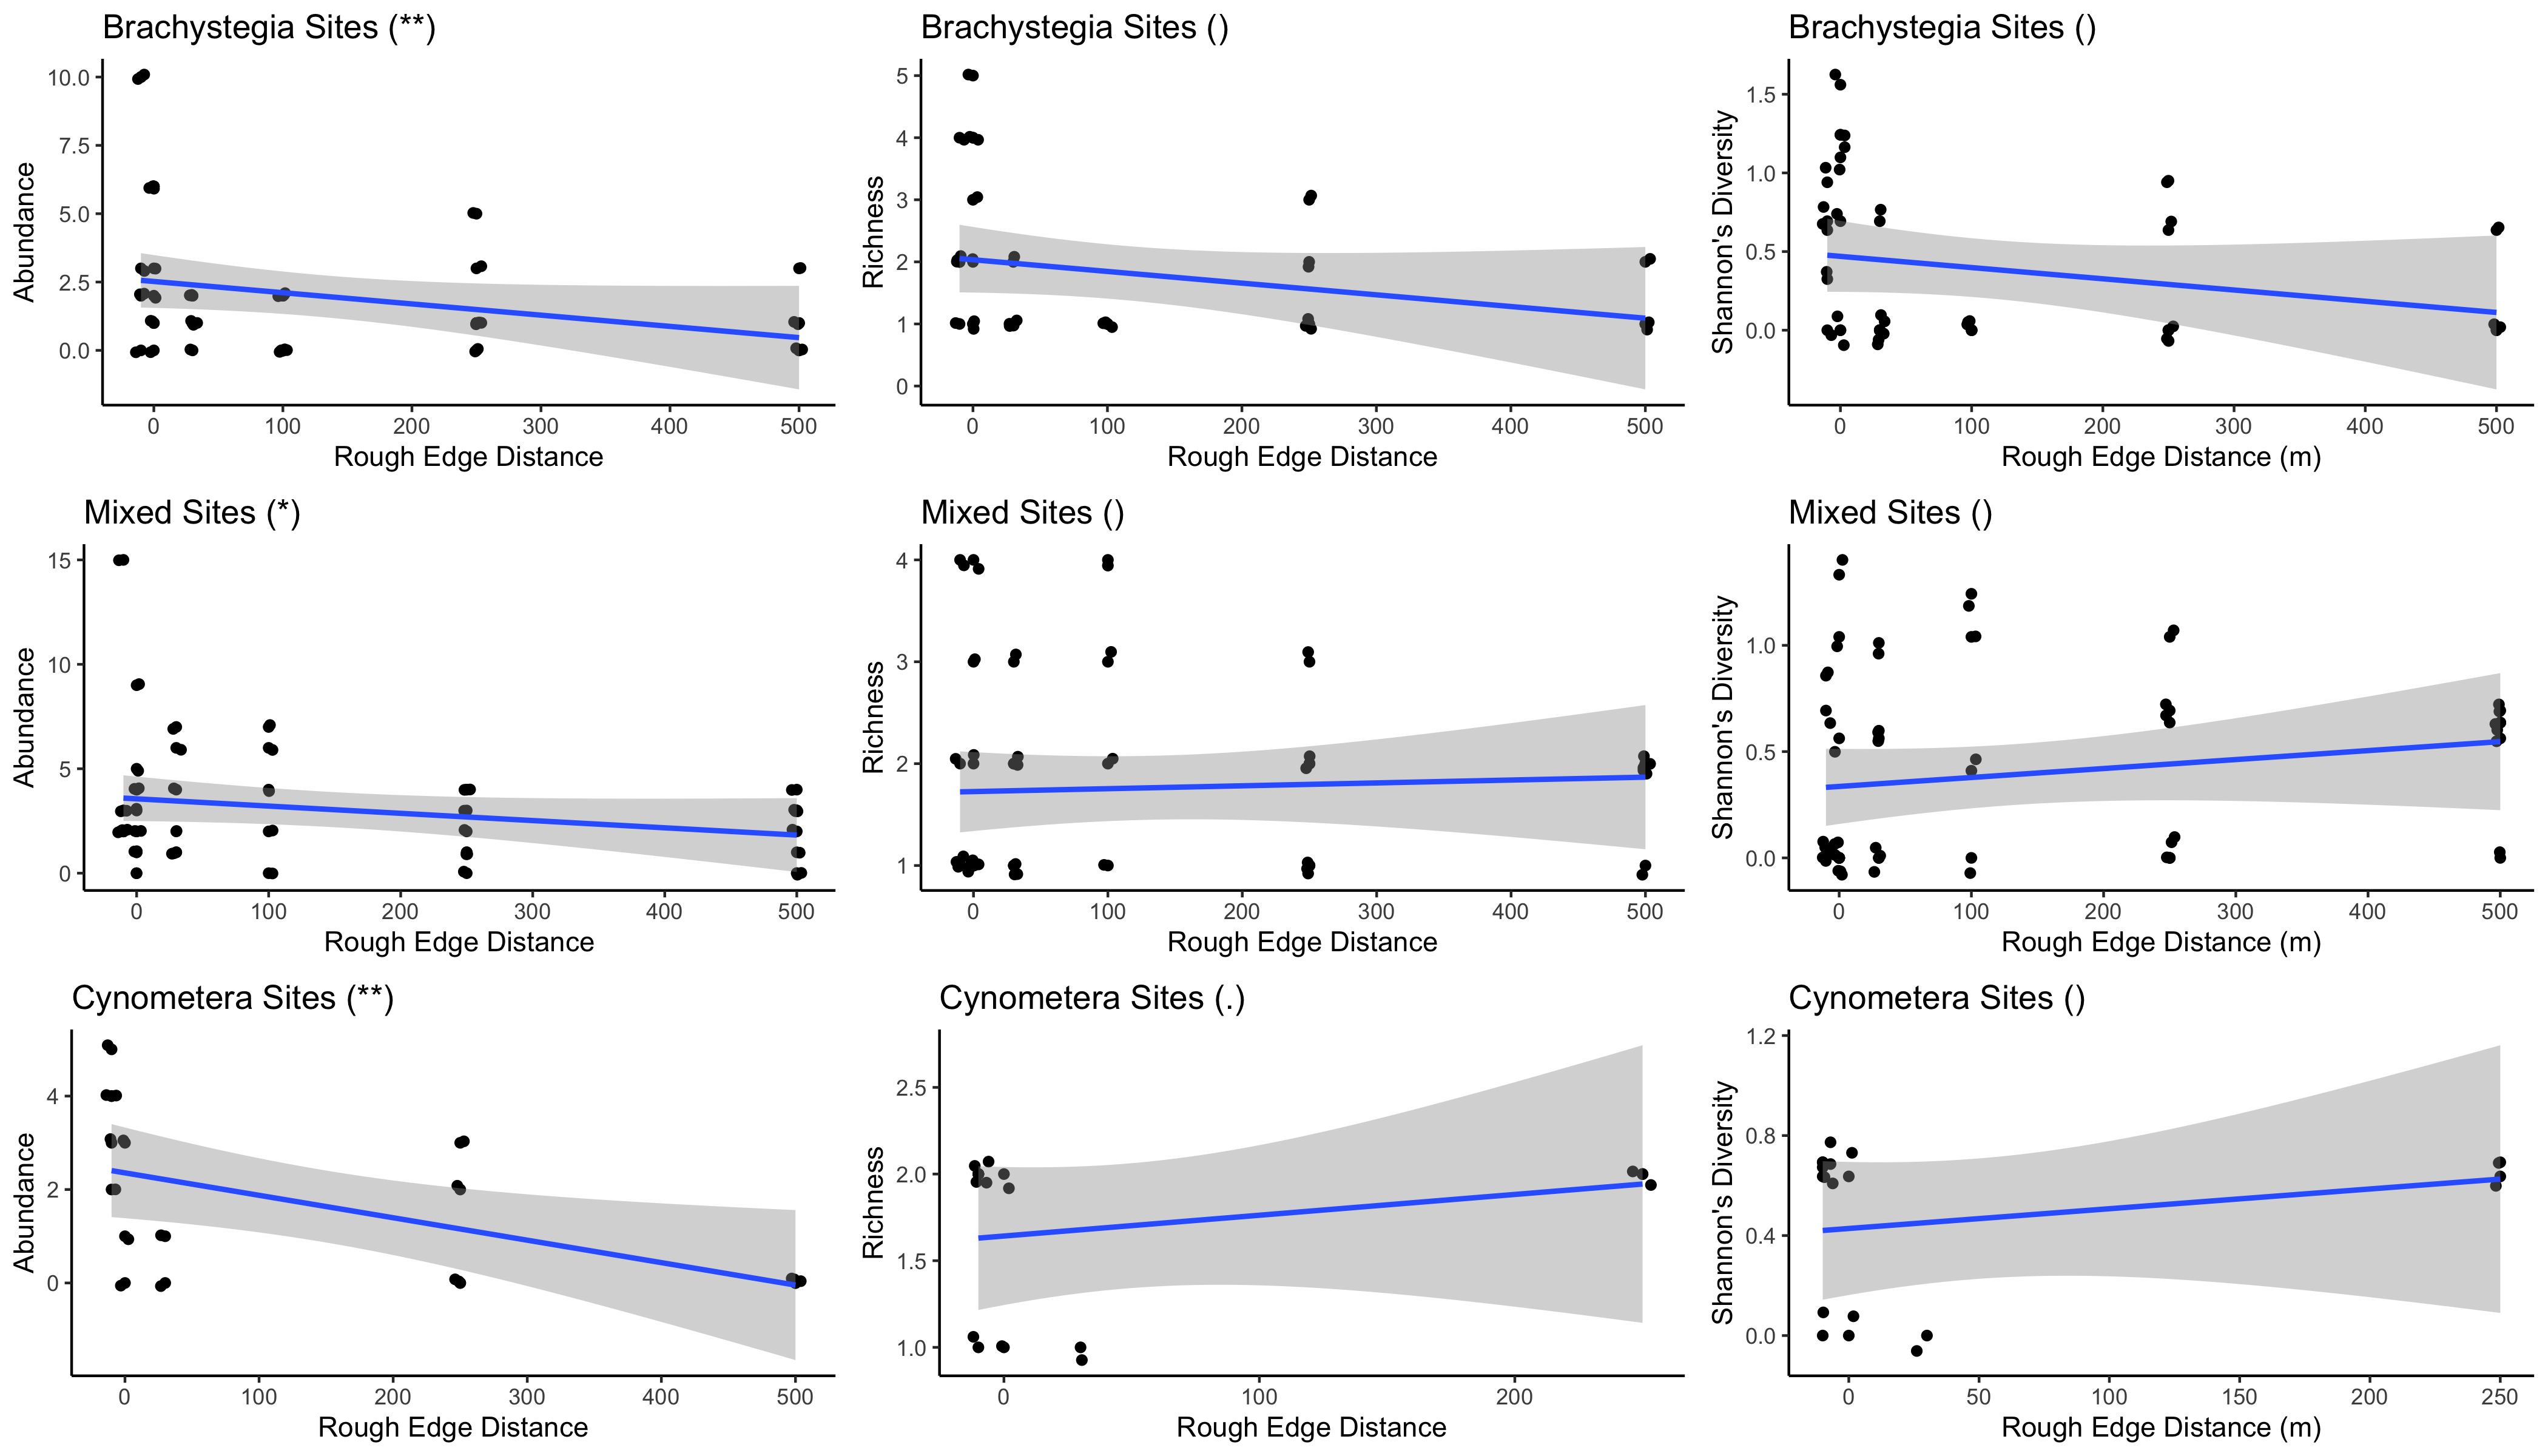 Brachystegia Sites (**)
Abundance
10.0
7.5
5.0
2.5
0.0
0 100 200 300 400 500
Rough Edge Distance
Brachystegia Sites ()
Richness
5
4
3
2
1
0
0 100 200 300 400 500
Rough Edge Distance
Brachystegia Sites ()
Shannon's Diversity
1.5
1.0
0.5
0.0
0 100 200 300 400 500
Rough Edge Distance (m)
Mixed Sites (*)
Abundance
15
10
5
0
0 100 200 300 400 500
Rough Edge Distance
Mixed Sites ()
Richness
4
3
2
1
0 100 200 300 400 500
Rough Edge Distance
Mixed Sites ()
Shannon's Diversity
1.0
0.5
0.0
0 100 200 300 400 500
Rough Edge Distance (m)
Cynometera Sites (**)
Abundance
4
2
0
0 100 200 300 400 500
Rough Edge Distance
Cynometera Sites (.)
Richness
2.5
2.0
1.5
1.0
0 100 200
Rough Edge Distance
Cynometera Sites ()
Shannon's Diversity
1.2
0.8
0.4
0.0
0 50 100 150 200 250
Rough Edge Distance (m)